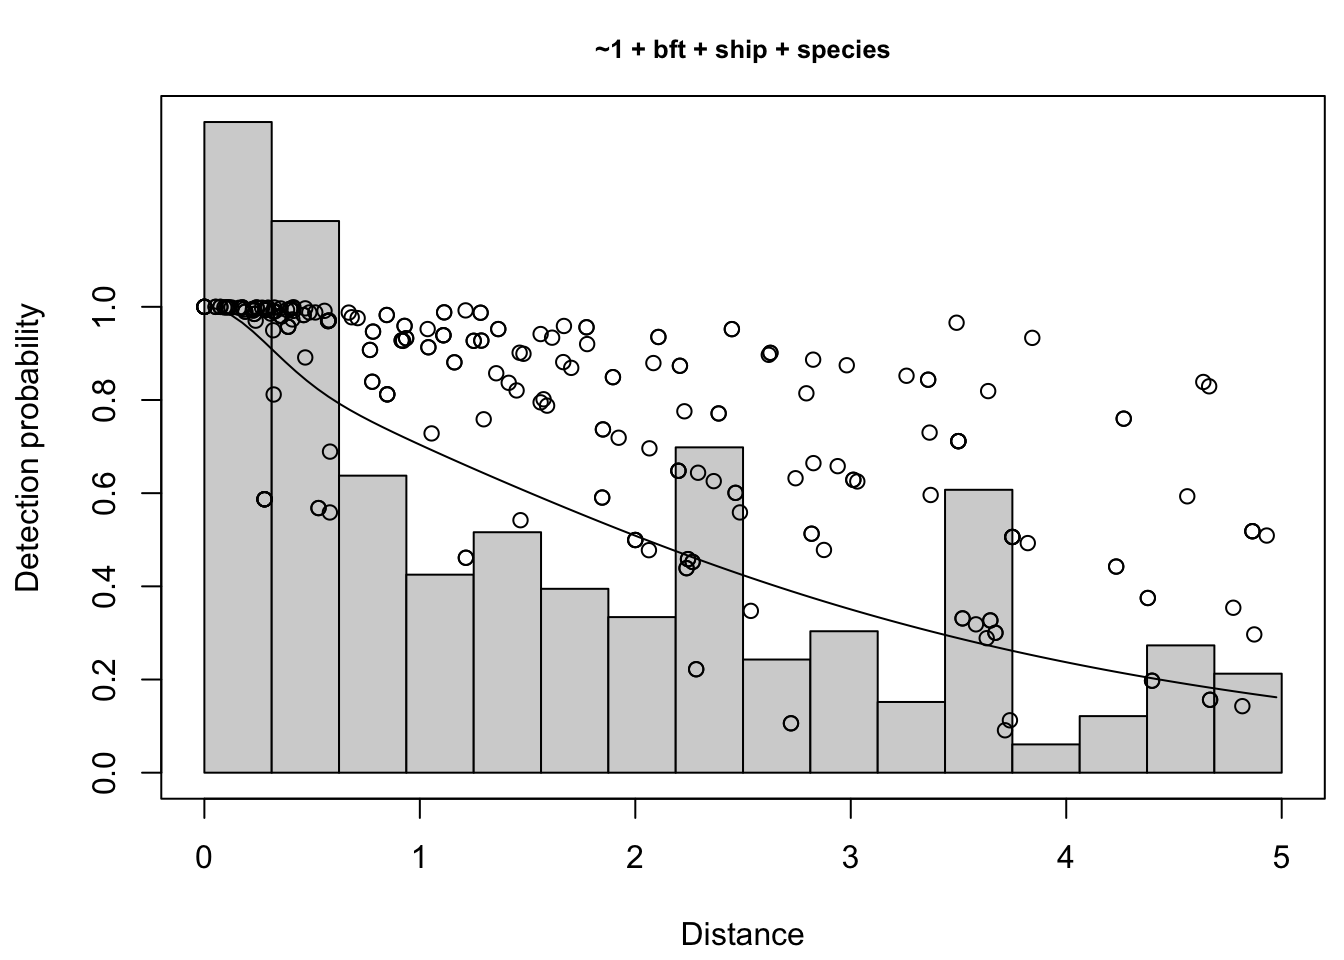 ~1 + bft + ship + species
Detection probability
1.0
0.8
0.6
0.4
0.2
0.0
0 1 2 3 4 5
Distance